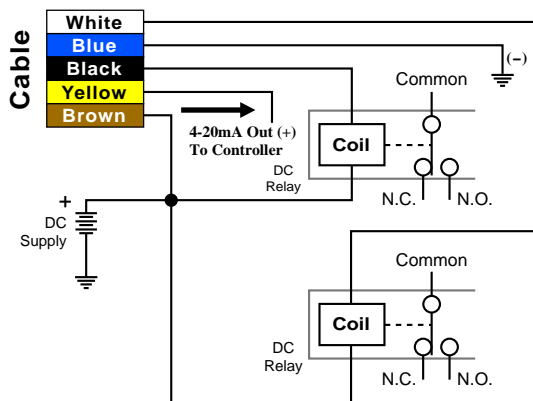 Cable
White
Blue
Black
Yellow
Brown
(−)
4-20mA Out (+)
To Controller
Common
Coil
DC
Relay
N.C.
N.O.
+
DC
Supply
Common
Coil
DC
Relay
N.C.
N.O.